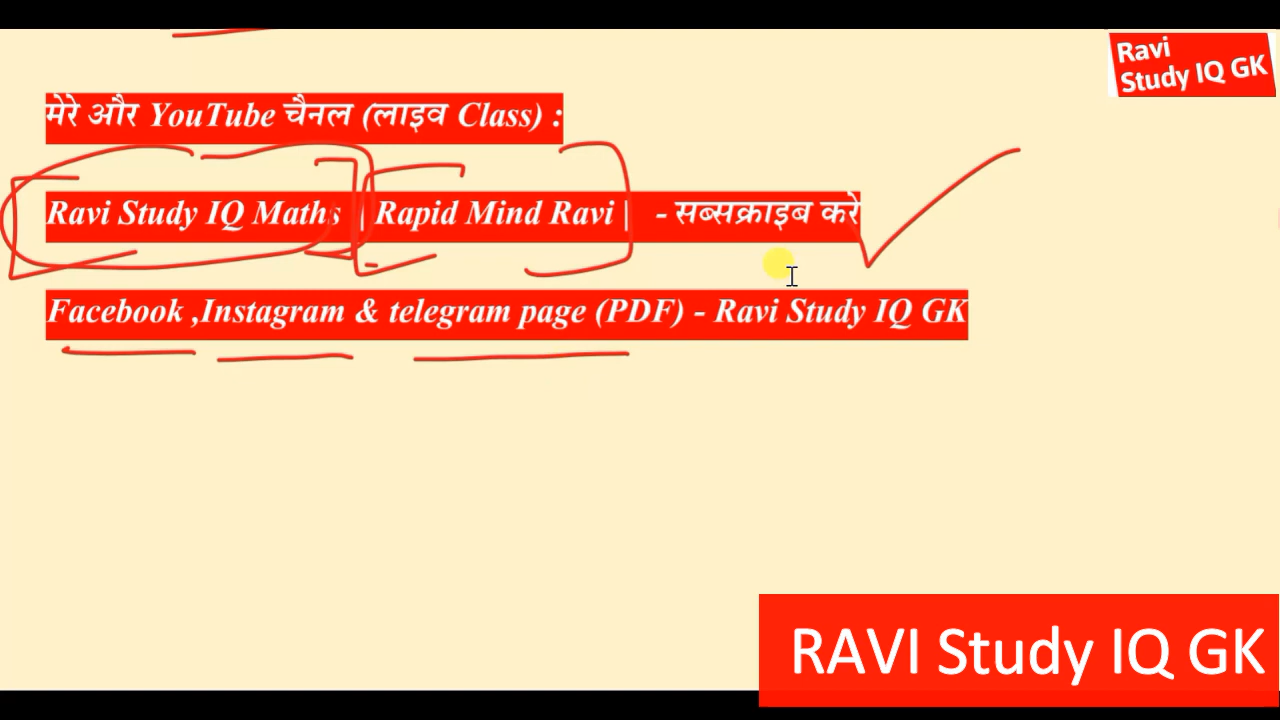 Ravi
Study IQ GK
मेरे और YouTube चैनल (लाइव Class) :
Ravi Study IQ Maths | Rapid Mind Ravi | - सब्सक्राइब करे
Facebook ,Instagram & telegram page (PDF) - Ravi Study IQ GK
RAVI Study IQ GK